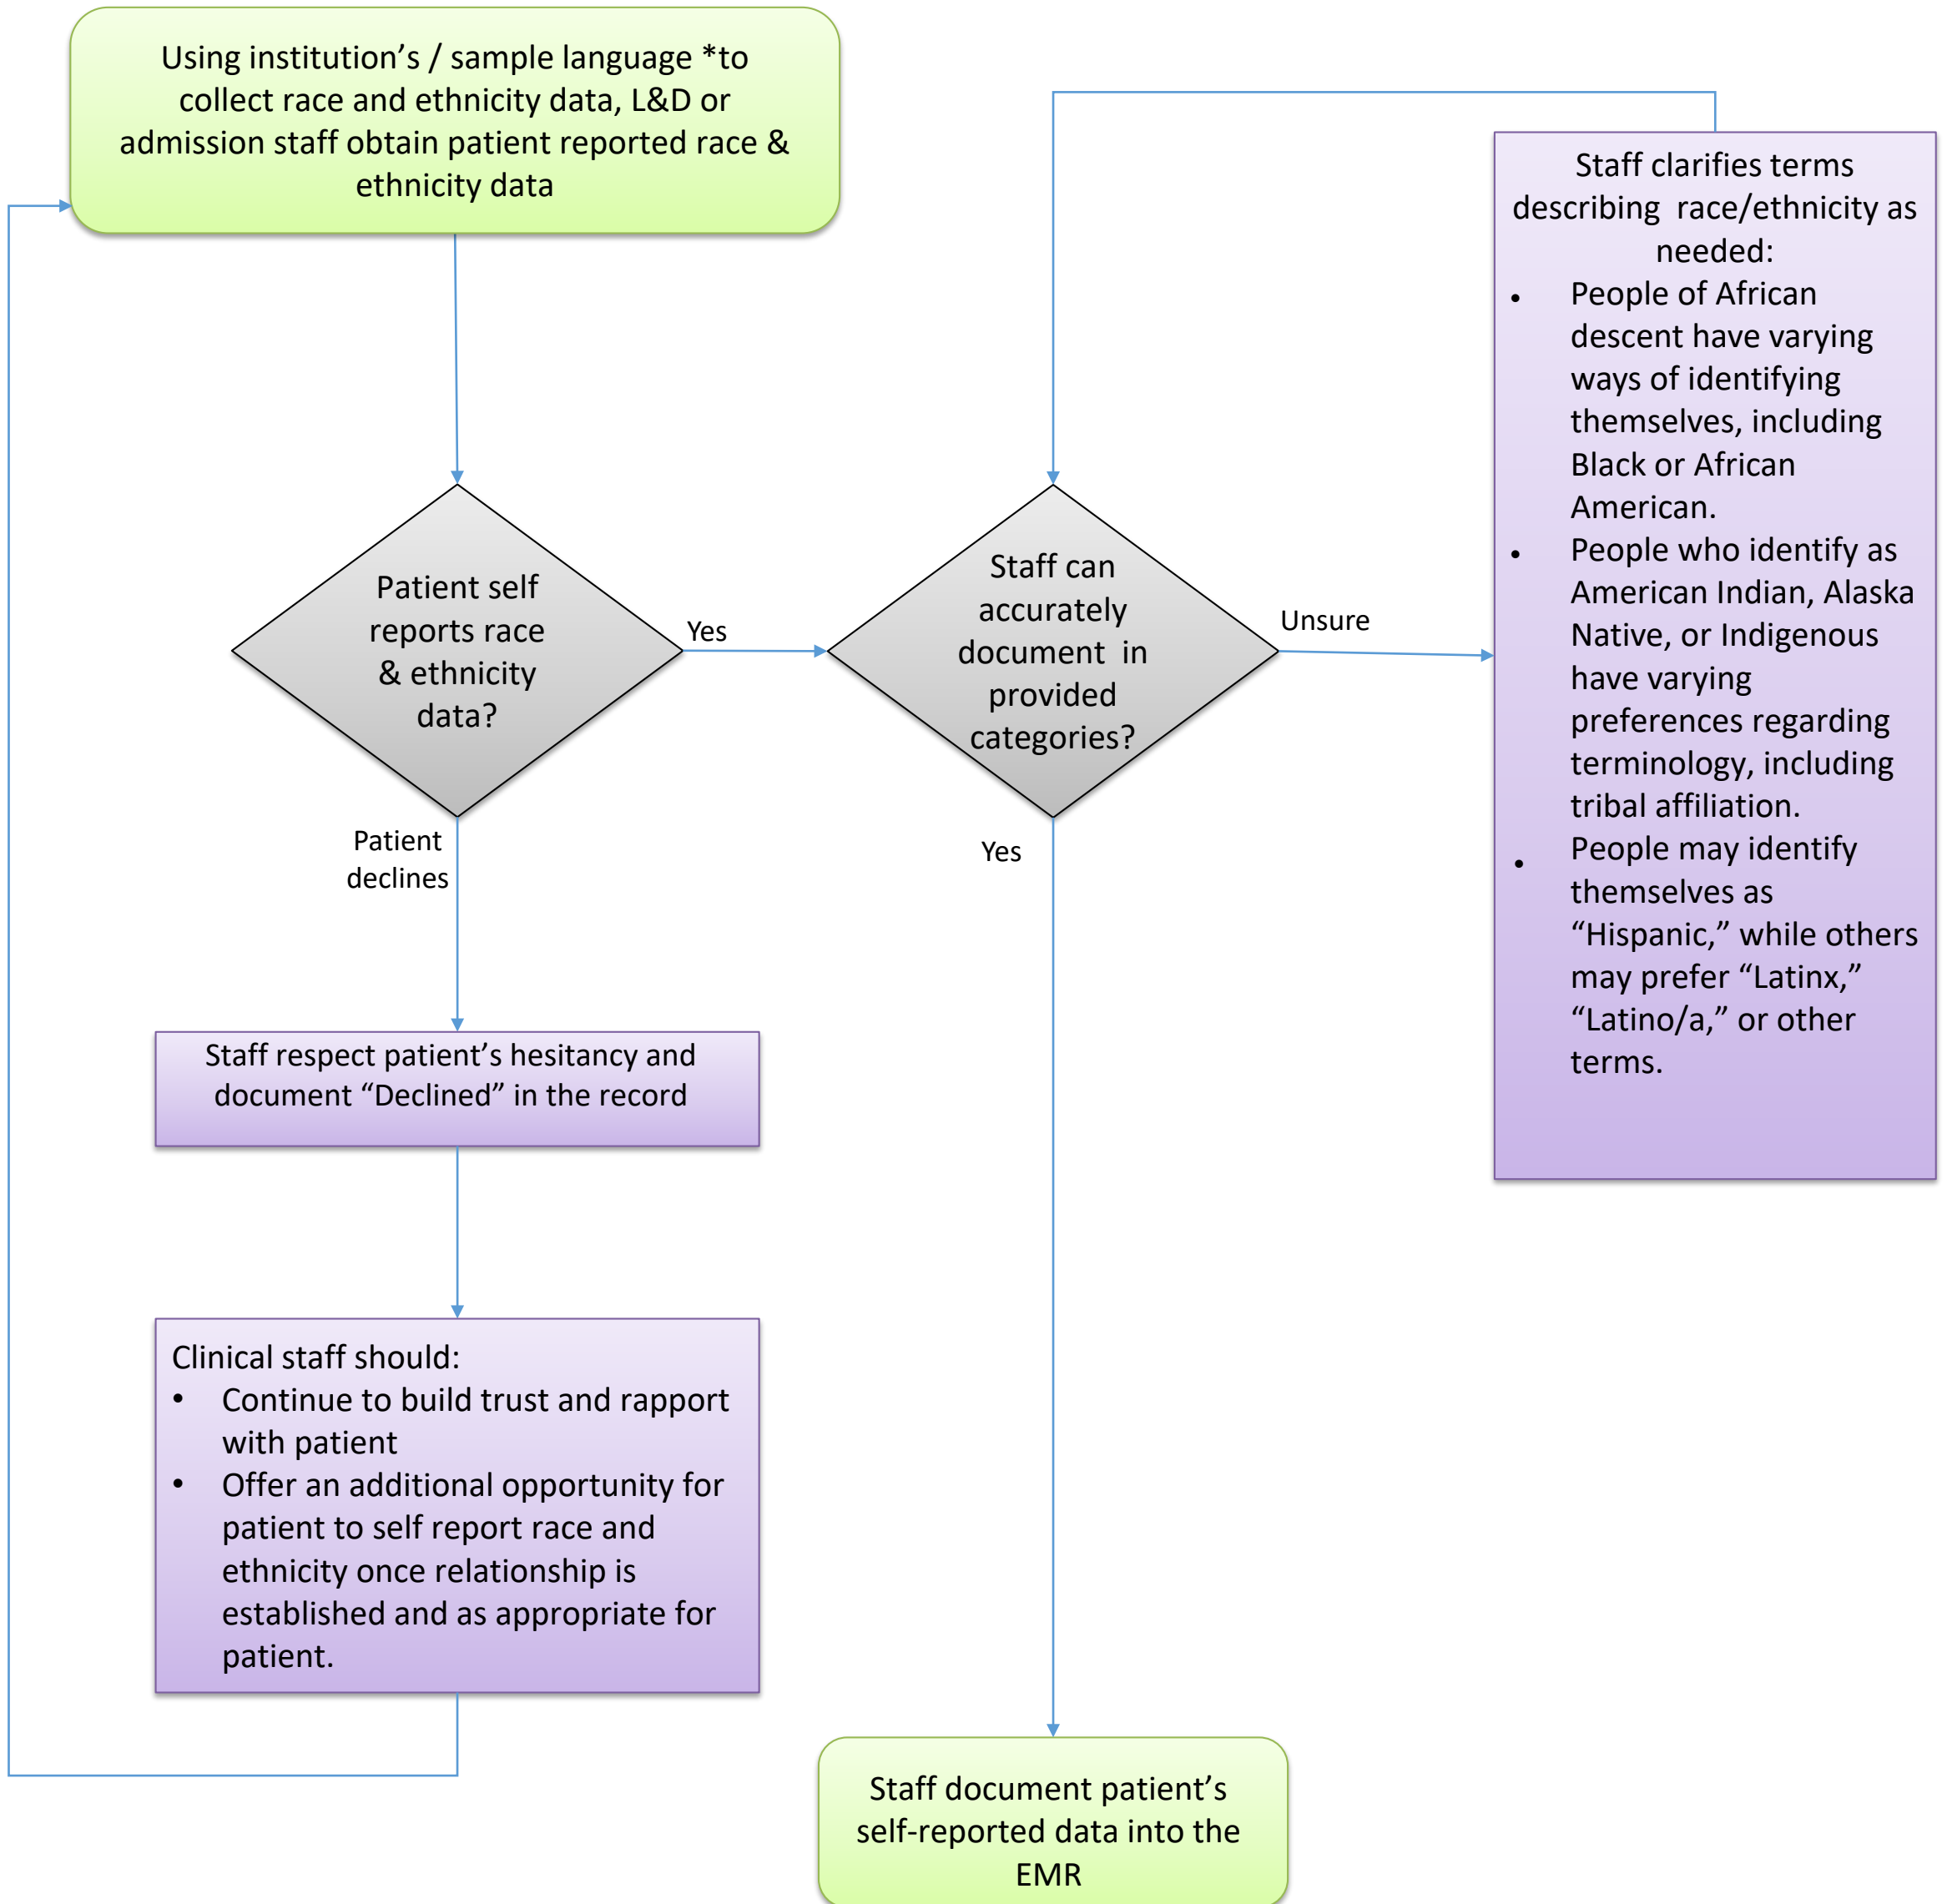 Using institution’s / sample language *to
collect race and ethnicity data, L&D or
admission staff obtain patient reported race &
ethnicity data
Patient self
reports race
& ethnicity
data?
Yes
Staff can
accurately
document  in
provided
categories?
Unsure
Staff clarifies terms
describing  race/ethnicity as
needed:
• People of African
descent have varying
ways of identifying
themselves, including
Black or African
American.
• People who identify as
American Indian, Alaska
Native, or Indigenous
have varying
preferences regarding
terminology, including
tribal affiliation.
• People may identify
themselves as
“Hispanic,” while others
may prefer “Latinx,”
“Latino/a,” or other
terms.
Patient
declines
Yes
Staff respect patient’s hesitancy and
document “Declined” in the record
Clinical staff should:
• Continue to build trust and rapport
with patient
• Offer an additional opportunity for
patient to self report race and
ethnicity once relationship is
established and as appropriate for
patient.
Staff document patient’s
self-reported data into the
EMR